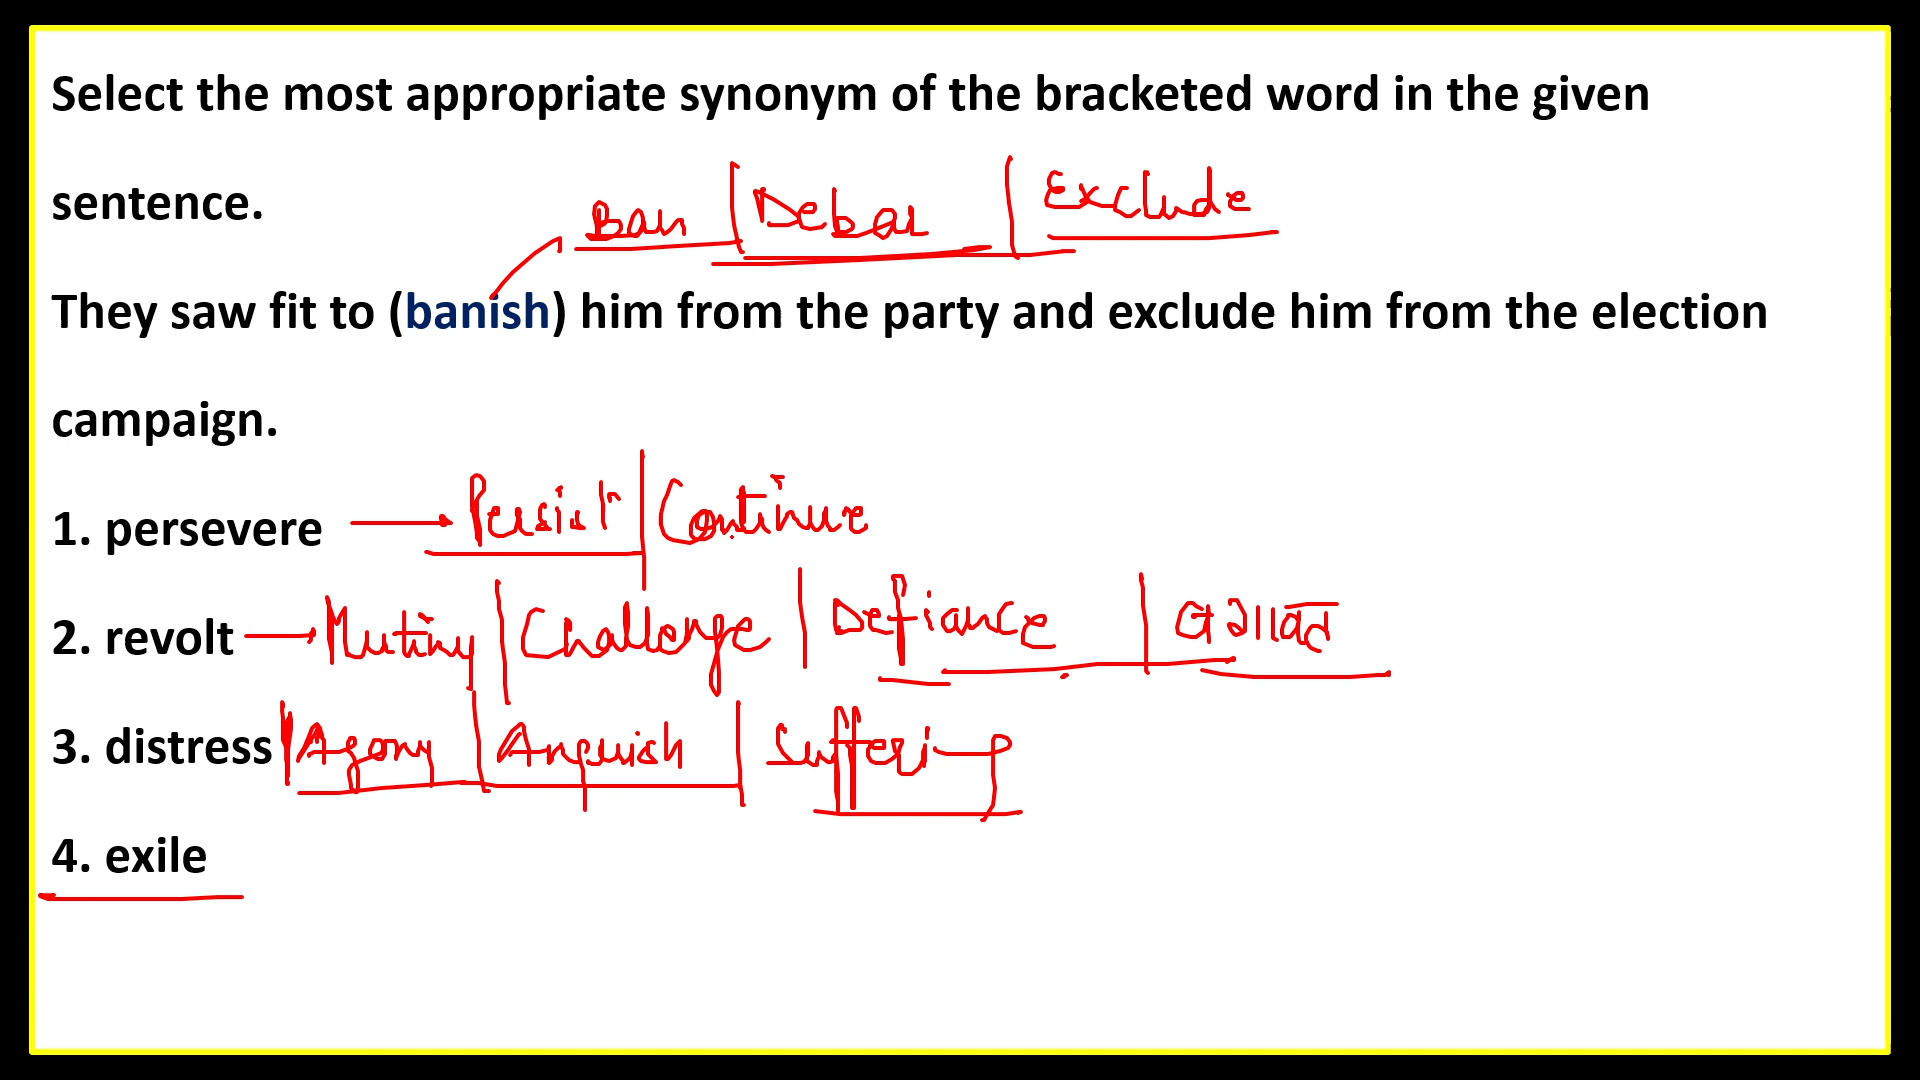 Select the most appropriate synonym of the bracketed word in the given
sentence.
Ban | Debar | Exclude
They saw fit to (banish) him from the party and exclude him from the election
campaign.
1. persevere → Persist | Continue
2. revolt → Mutiny | Challenge | Defiance | बगावत
3. distress | Agony | Anguish | Suffering
4. exile